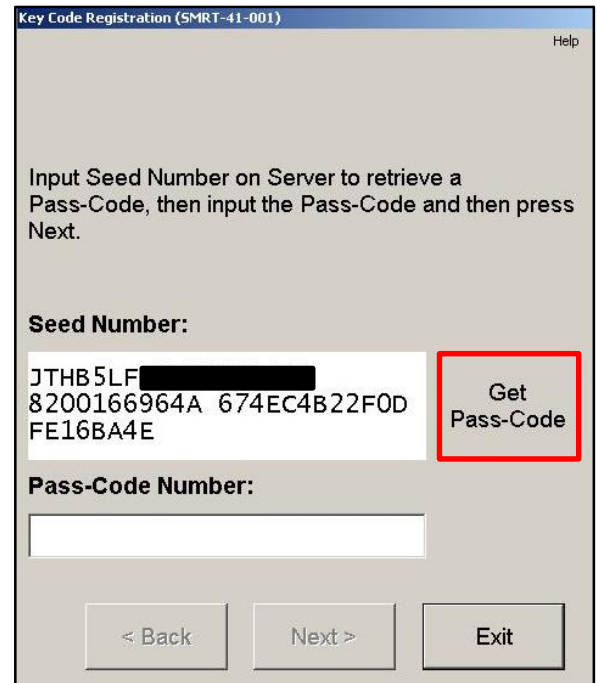 Key Code Registration (SMRT-41-001)
Help
Input Seed Number on Server to retrieve a
Pass-Code, then input the Pass-Code and then press
Next.
Seed Number:
JTHB5LF
8200166964A 674EC4B22F0D
FE16BA4E
Get
Pass-Code
Pass-Code Number:
< Back
Next >
Exit